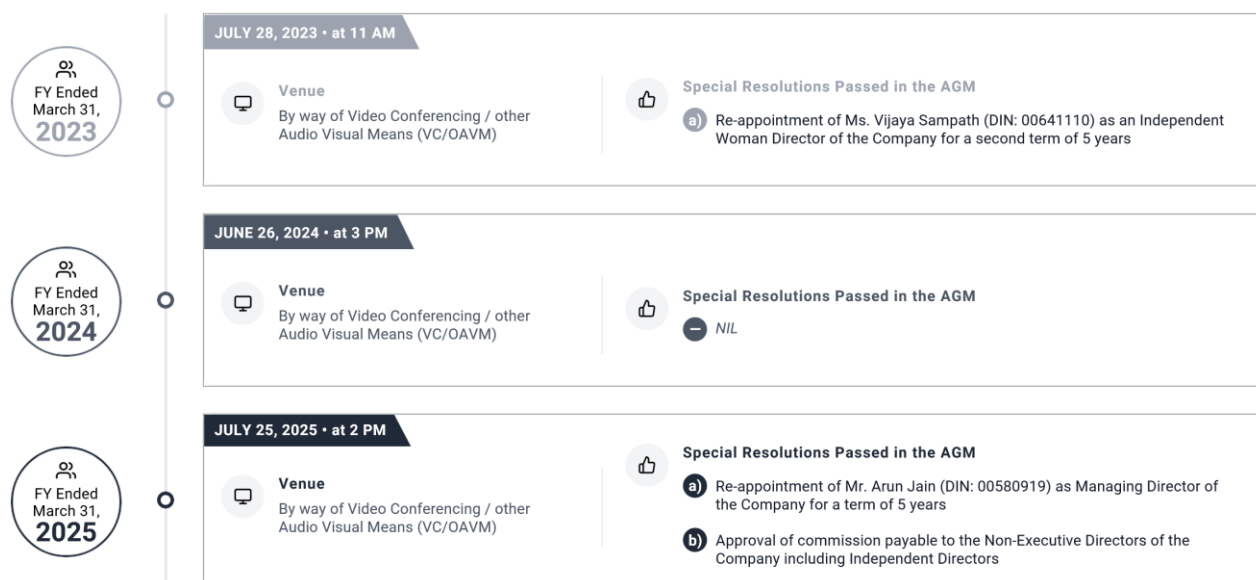 JULY 28, 2023 • at 11 AM
FY Ended
March 31,
2023
Venue
By way of Video Conferencing / other
Audio Visual Means (VC/OAVM)
Special Resolutions Passed in the AGM
a) Re-appointment of Ms. Vijaya Sampath (DIN: 00641110) as an Independent
Woman Director of the Company for a second term of 5 years
JUNE 26, 2024 • at 3 PM
FY Ended
March 31,
2024
Venue
By way of Video Conferencing / other
Audio Visual Means (VC/OAVM)
Special Resolutions Passed in the AGM
– NIL
JULY 25, 2025 • at 2 PM
FY Ended
March 31,
2025
Venue
By way of Video Conferencing / other
Audio Visual Means (VC/OAVM)
Special Resolutions Passed in the AGM
a) Re-appointment of Mr. Arun Jain (DIN: 00580919) as Managing Director of
the Company for a term of 5 years
b) Approval of commission payable to the Non-Executive Directors of the
Company including Independent Directors